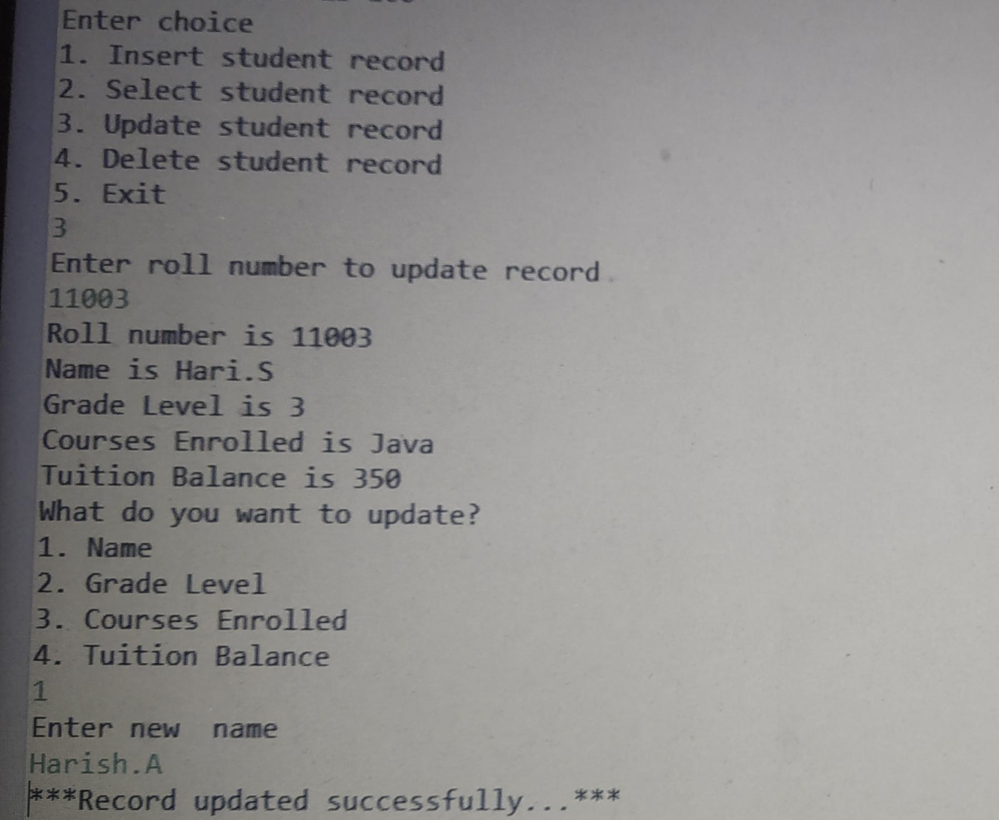 Enter choice
1. Insert student record
2. Select student record
3. Update student record
4. Delete student record
5. Exit
3
Enter roll number to update record
11003
Roll number is 11003
Name is Hari.S
Grade Level is 3
Courses Enrolled is Java
Tuition Balance is 350
What do you want to update?
1. Name
2. Grade Level
3. Courses Enrolled
4. Tuition Balance
1
Enter new  name
Harish.A
***Record updated successfully...***